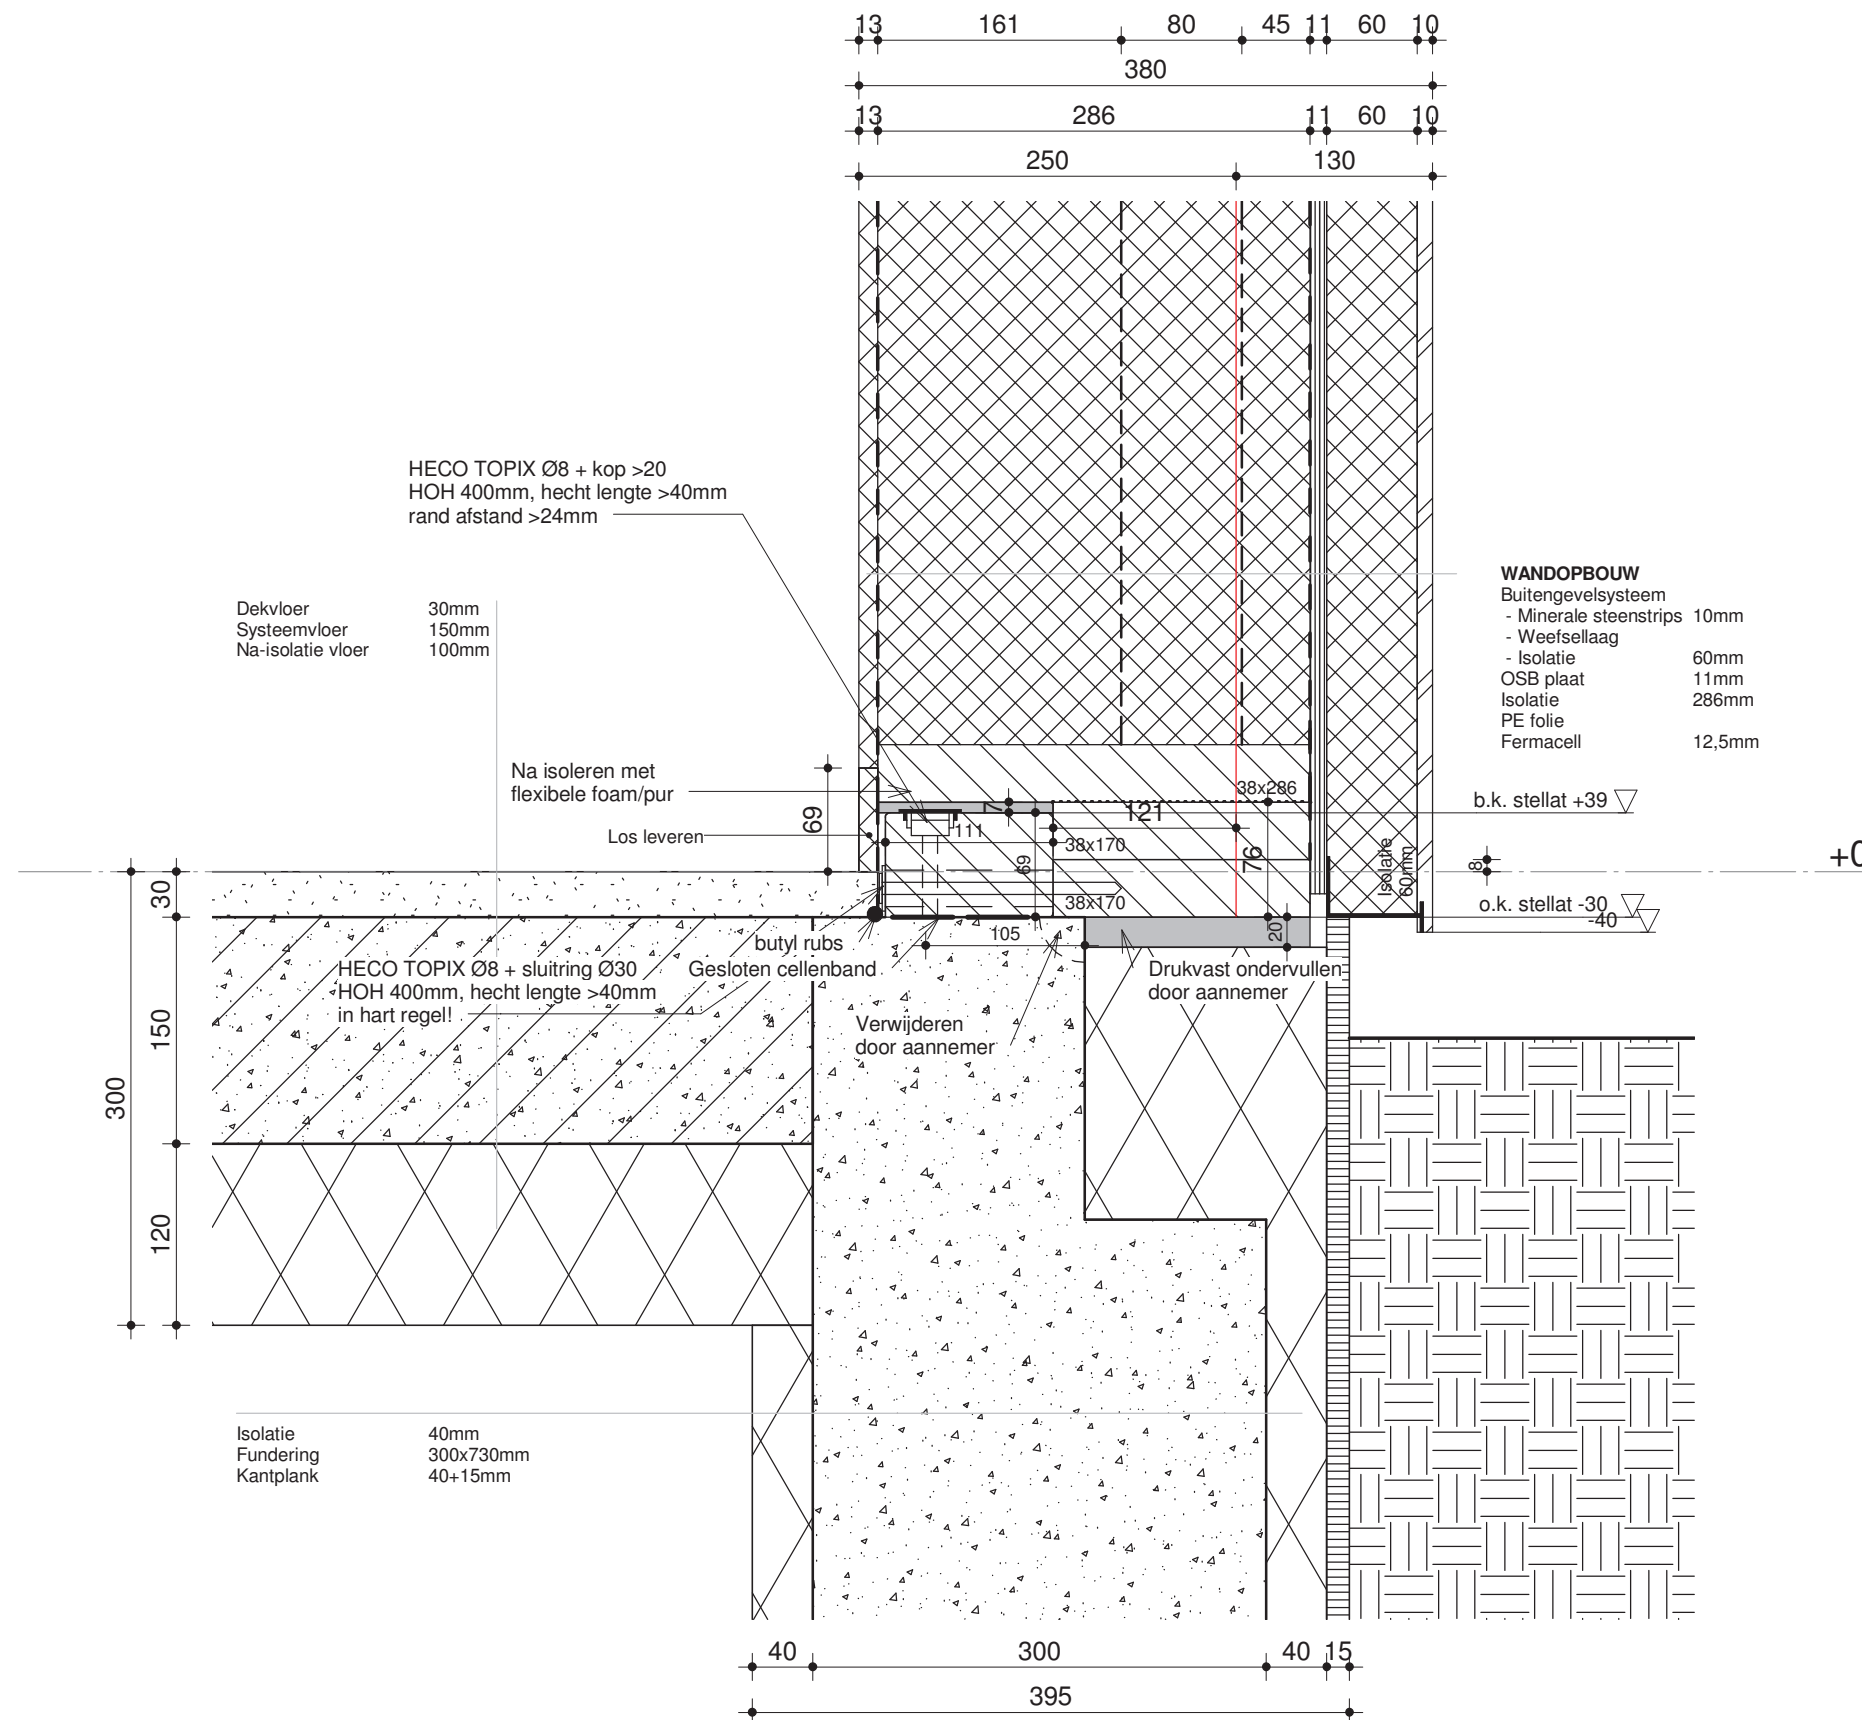 13 161 80 45 11 60 10
380
13 286 11 60 10
250 130
HECO TOPIX Ø8 + kop >20
HOH 400mm, hecht lengte >40mm
rand afstand >24mm
Dekvloer 30mm
Systeemvloer 150mm
Na-isolatie vloer 100mm
WANDOPBOUW
Buitengevelsysteem
- Minerale steenstrips 10mm
- Weefsellaag
- Isolatie 60mm
OSB plaat 11mm
Isolatie 286mm
PE folie
Fermacell 12,5mm
Na isoleren met
flexibele foam/pur
Los leveren
69
7
38x286
121
111
38x170
69
76
38x170
Isolatie
60mm
b.k. stellat +39
8
+0
o.k. stellat -30
-40
30
150
120
300
butyl rubs
105
20
HECO TOPIX Ø8 + sluitring Ø30
HOH 400mm, hecht lengte >40mm
in hart regel!
Gesloten cellenband
Drukvast ondervullen
door aannemer
Verwijderen
door aannemer
Isolatie 40mm
Fundering 300x730mm
Kantplank 40+15mm
40 300 40 15
395